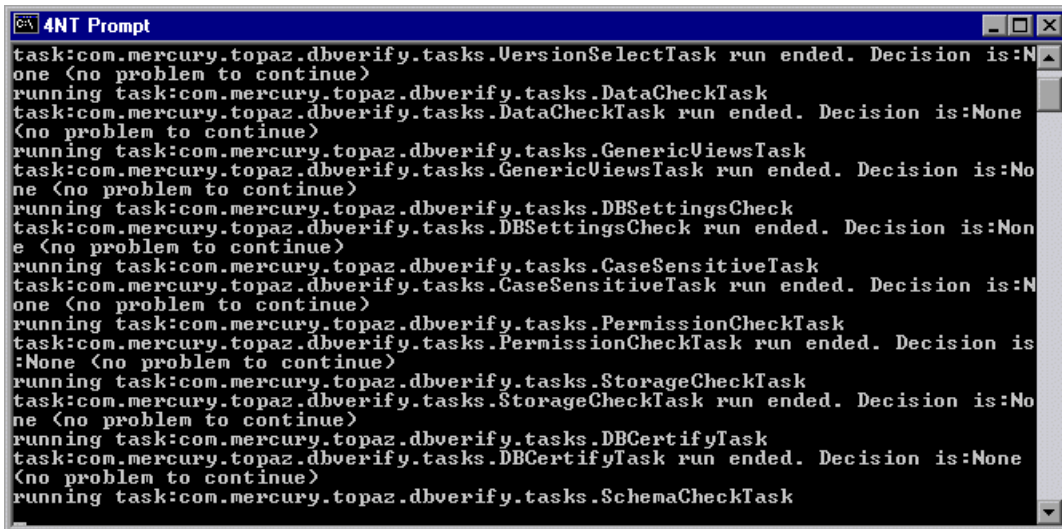 4NT Prompt
task:com.mercury.topaz.dbverify.tasks.VersionSelectTask run ended. Decision is:N
one (no problem to continue)
running task:com.mercury.topaz.dbverify.tasks.DataCheckTask
task:com.mercury.topaz.dbverify.tasks.DataCheckTask run ended. Decision is:None
(no problem to continue)
running task:com.mercury.topaz.dbverify.tasks.GenericViewsTask
task:com.mercury.topaz.dbverify.tasks.GenericViewsTask run ended. Decision is:No
ne (no problem to continue)
running task:com.mercury.topaz.dbverify.tasks.DBSettingsCheck
task:com.mercury.topaz.dbverify.tasks.DBSettingsCheck run ended. Decision is:Non
e (no problem to continue)
running task:com.mercury.topaz.dbverify.tasks.CaseSensitiveTask
task:com.mercury.topaz.dbverify.tasks.CaseSensitiveTask run ended. Decision is:N
one (no problem to continue)
running task:com.mercury.topaz.dbverify.tasks.PermissionCheckTask
task:com.mercury.topaz.dbverify.tasks.PermissionCheckTask run ended. Decision is
:None (no problem to continue)
running task:com.mercury.topaz.dbverify.tasks.StorageCheckTask
task:com.mercury.topaz.dbverify.tasks.StorageCheckTask run ended. Decision is:No
ne (no problem to continue)
running task:com.mercury.topaz.dbverify.tasks.DBCertifyTask
task:com.mercury.topaz.dbverify.tasks.DBCertifyTask run ended. Decision is:None
(no problem to continue)
running task:com.mercury.topaz.dbverify.tasks.SchemaCheckTask